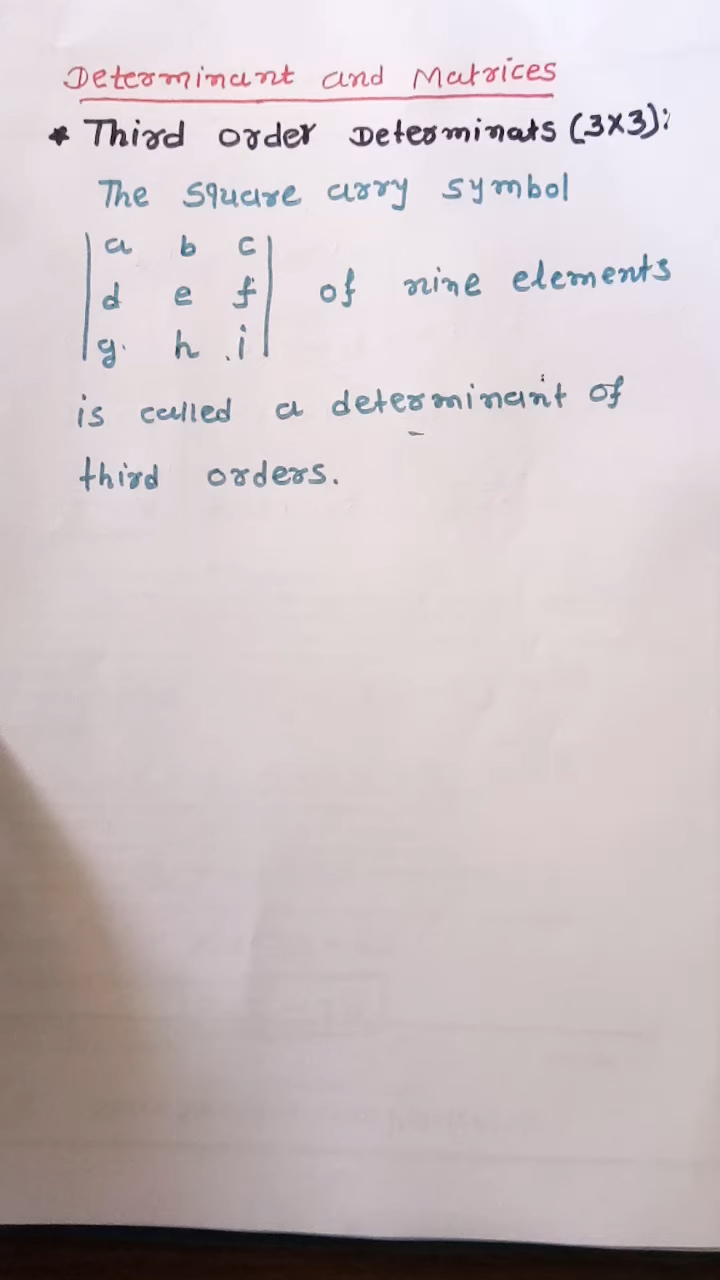 Determinant and Matrices
* Third order Determinats (3×3):
The square arry symbol
| a b c |
| d e f | of nine elements
| g. h .i |
is called a determinant of
third orders.